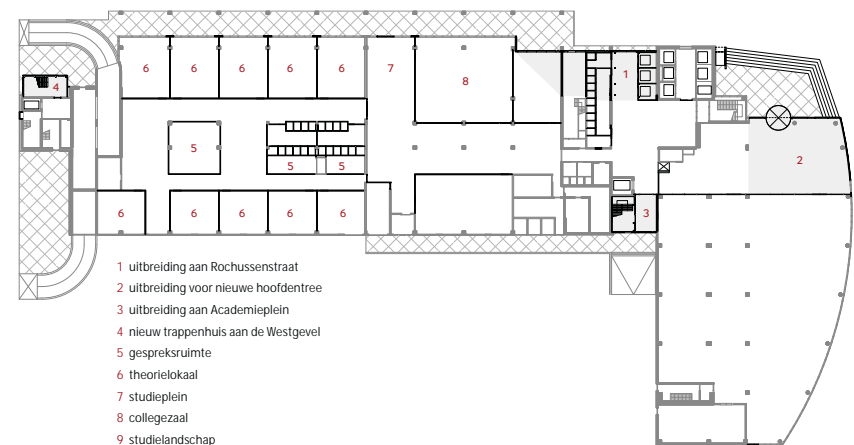 6 6 6 6 6 7 8 1
4
5
5 5
2
6 6 6 6 6 3
1 uitbreiding aan Rochussenstraat
2 uitbreiding voor nieuwe hoofdentree
3 uitbreiding aan Academieplein
4 nieuw trappenhuis aan de Westgevel
5 gespreksruimte
6 theorielokaal
7 studieplein
8 collegezaal
9 studielandschap